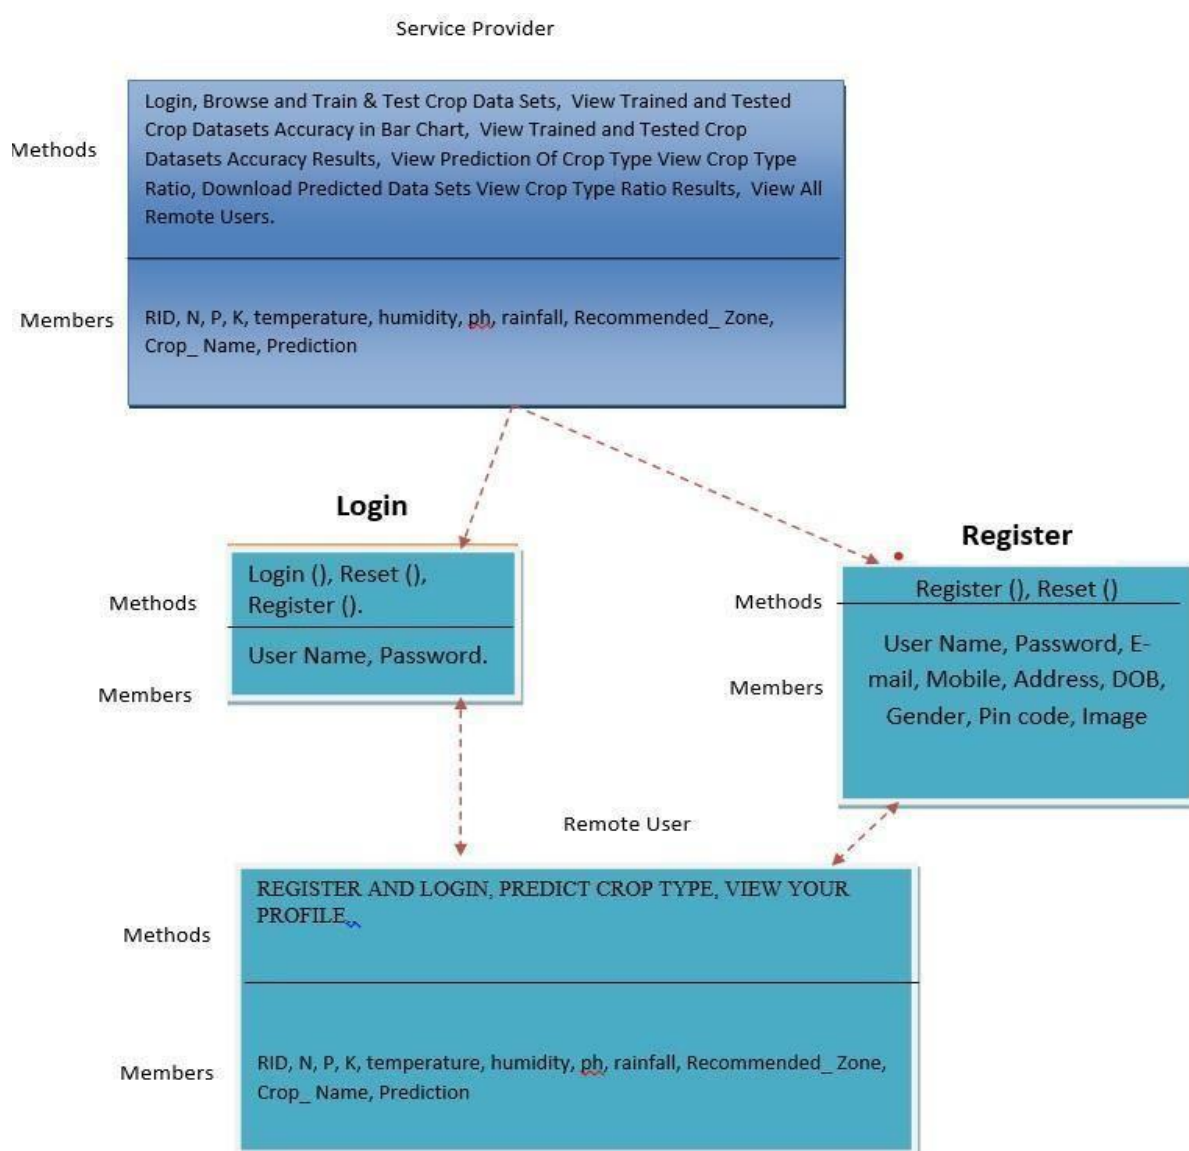 Service Provider
Methods
Login, Browse and Train & Test Crop Data Sets,  View Trained and Tested
Crop Datasets Accuracy in Bar Chart,  View Trained and Tested Crop
Datasets Accuracy Results,  View Prediction Of Crop Type View Crop Type
Ratio, Download Predicted Data Sets View Crop Type Ratio Results,  View All
Remote Users.
Members
RID, N, P, K, temperature, humidity, ph, rainfall, Recommended_ Zone,
Crop_ Name, Prediction
Login
Methods
Login (), Reset (),
Register ().
Members
User Name, Password.
Register
Methods
Register (), Reset ()
Members
User Name, Password, E-
mail, Mobile, Address, DOB,
Gender, Pin code, Image
Remote User
Methods
REGISTER AND LOGIN, PREDICT CROP TYPE, VIEW YOUR
PROFILE.
Members
RID, N, P, K, temperature, humidity, ph, rainfall, Recommended_ Zone,
Crop_ Name, Prediction